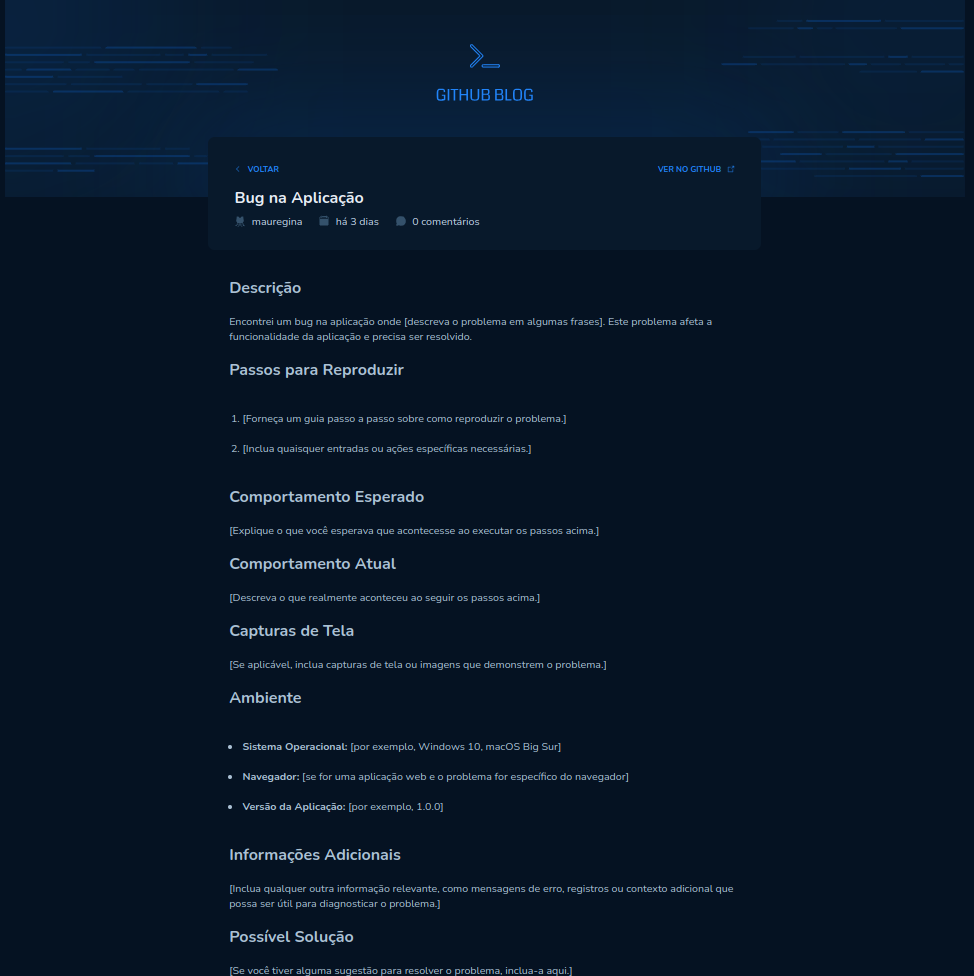 GITHUB BLOG
VOLTAR
VER NO GITHUB
Bug na Aplicação
mauregina há 3 dias 0 comentários
Descrição
Encontrei um bug na aplicação onde [descreva o problema em algumas frases]. Este problema afeta a
funcionalidade da aplicação e precisa ser resolvido.
Passos para Reproduzir
1. [Forneça um guia passo a passo sobre como reproduzir o problema.]
2. [Inclua quaisquer entradas ou ações específicas necessárias.]
Comportamento Esperado
[Explique o que você esperava que acontecesse ao executar os passos acima.]
Comportamento Atual
[Descreva o que realmente aconteceu ao seguir os passos acima.]
Capturas de Tela
[Se aplicável, inclua capturas de tela ou imagens que demonstrem o problema.]
Ambiente
• Sistema Operacional: [por exemplo, Windows 10, macOS Big Sur]
• Navegador: [se for uma aplicação web e o problema for específico do navegador]
• Versão da Aplicação: [por exemplo, 1.0.0]
Informações Adicionais
[Inclua qualquer outra informação relevante, como mensagens de erro, registros ou contexto adicional que
possa ser útil para diagnosticar o problema.]
Possível Solução
[Se você tiver alguma sugestão para resolver o problema, inclua-a aqui.]